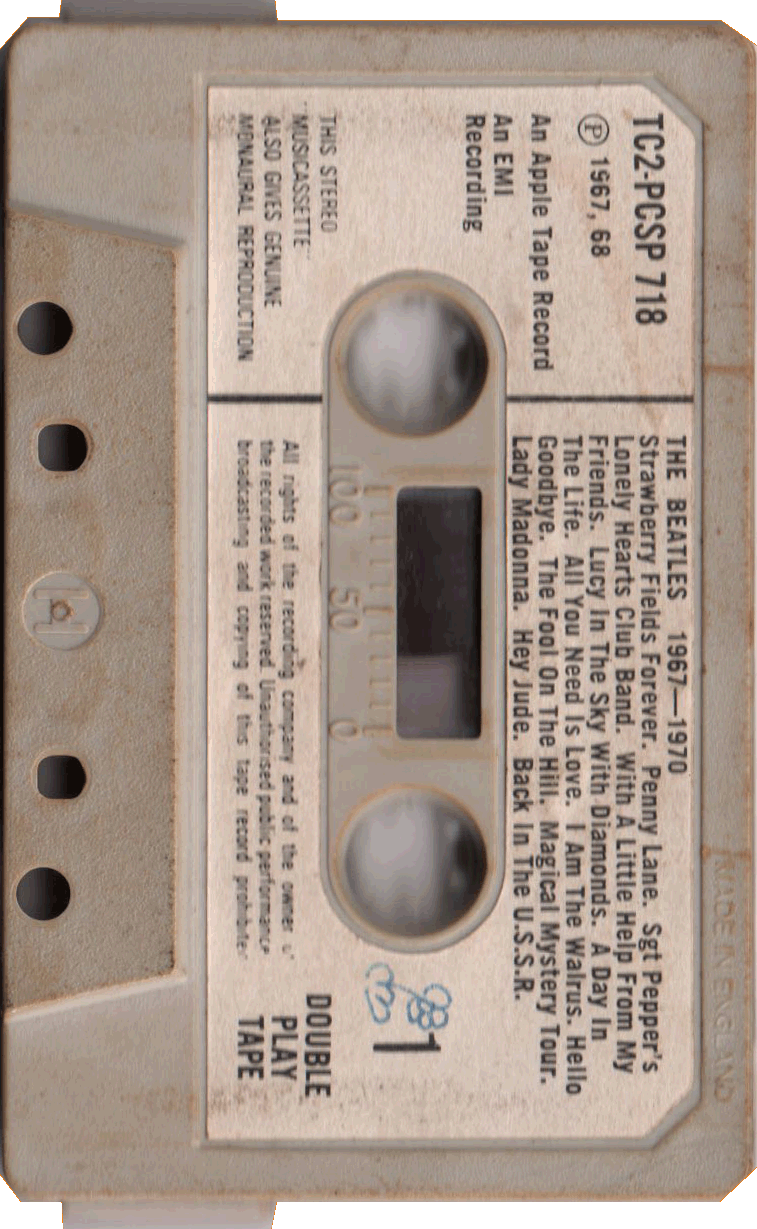 TC2-PCSP 718
Ⓟ 1967, 68
An Apple Tape Record
An EMI
Recording
THIS STEREO
"MUSICASSETTE"
ALSO GIVES GENUINE
MONAURAL REPRODUCTION
THE BEATLES 1967—1970
Strawberry Fields Forever. Penny Lane. Sgt Pepper's
Lonely Hearts Club Band. With A Little Help From My
Friends. Lucy In The Sky With Diamonds. A Day In
The Life. All You Need Is Love. I Am The Walrus. Hello
Goodbye. The Fool On The Hill. Magical Mystery Tour.
Lady Madonna. Hey Jude. Back In The U.S.S.R.
1
100 50 0
All rights of the recording company and of the owner of
the recorded work reserved Unauthorised public performance
broadcasting and copying of this tape record prohibited
DOUBLE
PLAY
TAPE
MADE IN ENGLAND